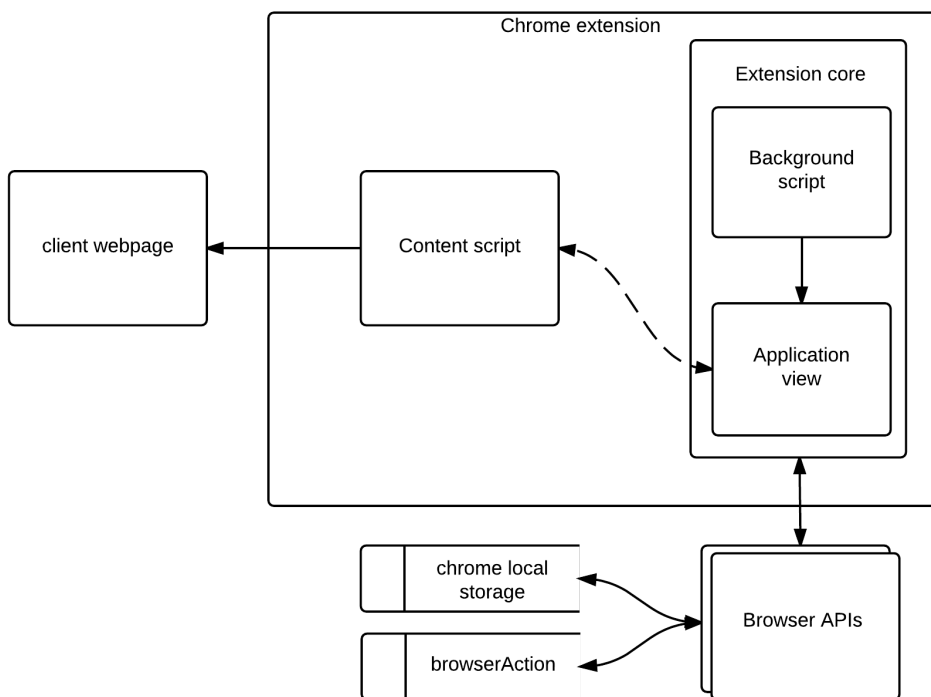 Chrome extension
Extension core
Background
script
client webpage
Content script
Application
view
chrome local
storage
Browser APIs
browserAction